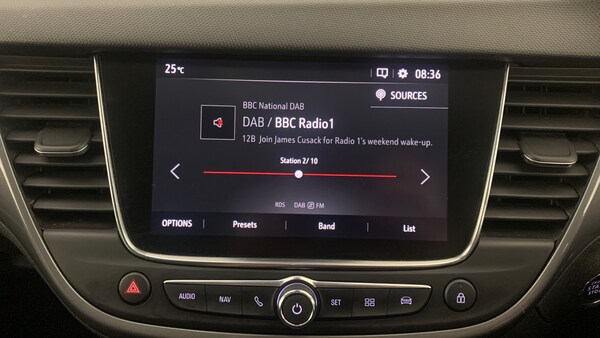 25°C
08:36
SOURCES
BBC National DAB
DAB / BBC Radio1
12B Join James Cusack for Radio 1's weekend wake-up.
Station 2/ 10
RDS DAB FM
OPTIONS Presets Band List
AUDIO NAV SET